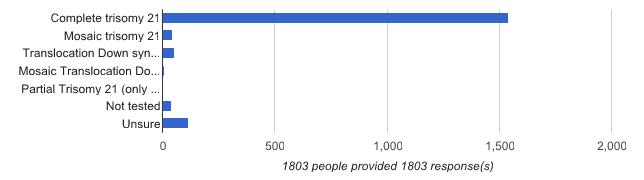 Complete trisomy 21
Mosaic trisomy 21
Translocation Down syn...
Mosaic Translocation Do...
Partial Trisomy 21 (only ...
Not tested
Unsure
0 500 1,000 1,500 2,000
1803 people provided 1803 response(s)